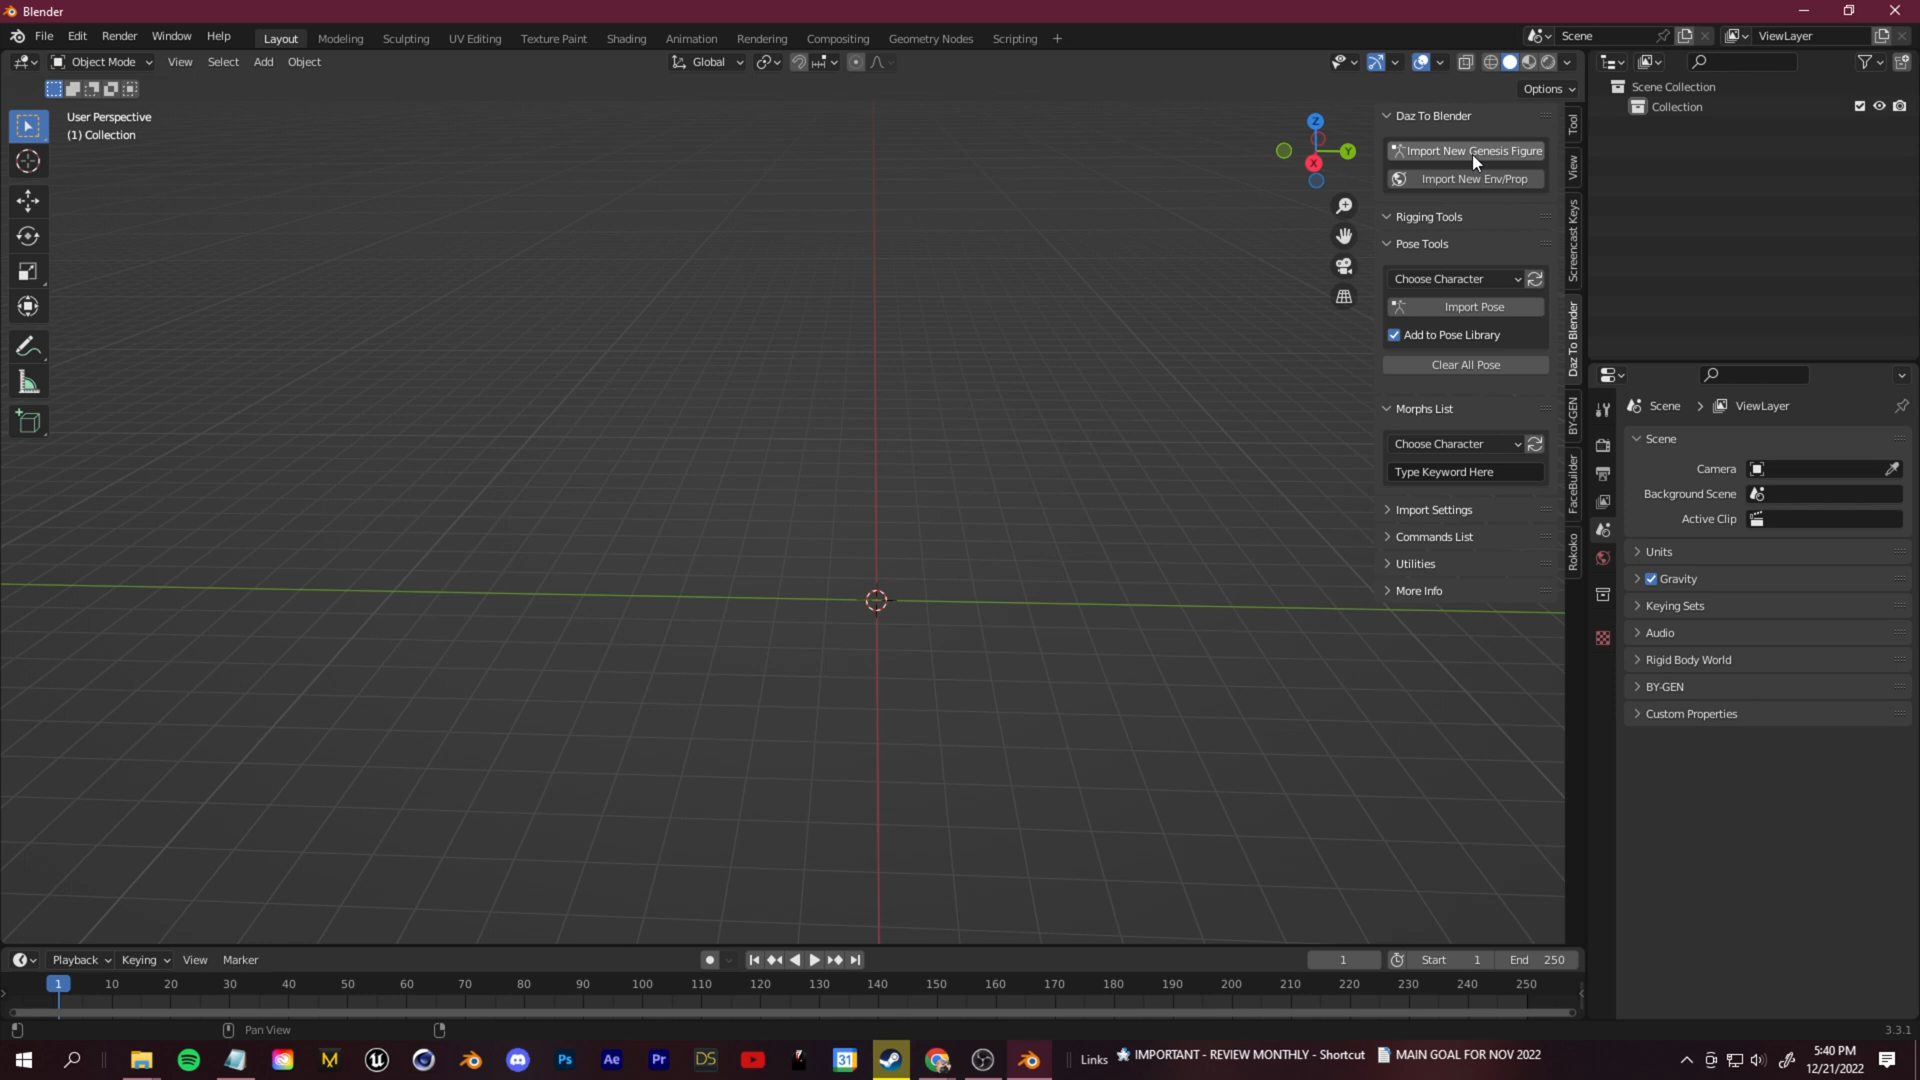 Blender
File Edit Render Window Help Layout Modeling Sculpting UV Editing Texture Paint Shading Animation Rendering Compositing Geometry Nodes Scripting + Scene ViewLayer
Object Mode View Select Add Object Global
Options
User Perspective
(1) Collection
Z
Y
X
Daz To Blender
Import New Genesis Figure
Import New Env/Prop
Rigging Tools
Pose Tools
Choose Character
Import Pose
Add to Pose Library
Clear All Pose
Morphs List
Choose Character
Type Keyword Here
Import Settings
Commands List
Utilities
More Info
Tool
View
Screencast Keys
Daz To Blender
BY-GEN
FaceBuilder
Rokoko
Scene Collection
Collection
Scene > ViewLayer
Scene
Camera
Background Scene
Active Clip
Units
Gravity
Keying Sets
Audio
Rigid Body World
BY-GEN
Custom Properties
Playback Keying View Marker 1 Start 1 End 250
1 10 20 30 40 50 60 70 80 90 100 110 120 130 140 150 160 170 180 190 200 210 220 230 240 250
Pan View 3.3.1
Ps Ae Pr DS 31 Links IMPORTANT - REVIEW MONTHLY - Shortcut MAIN GOAL FOR NOV 2022
5:40 PM
12/21/2022